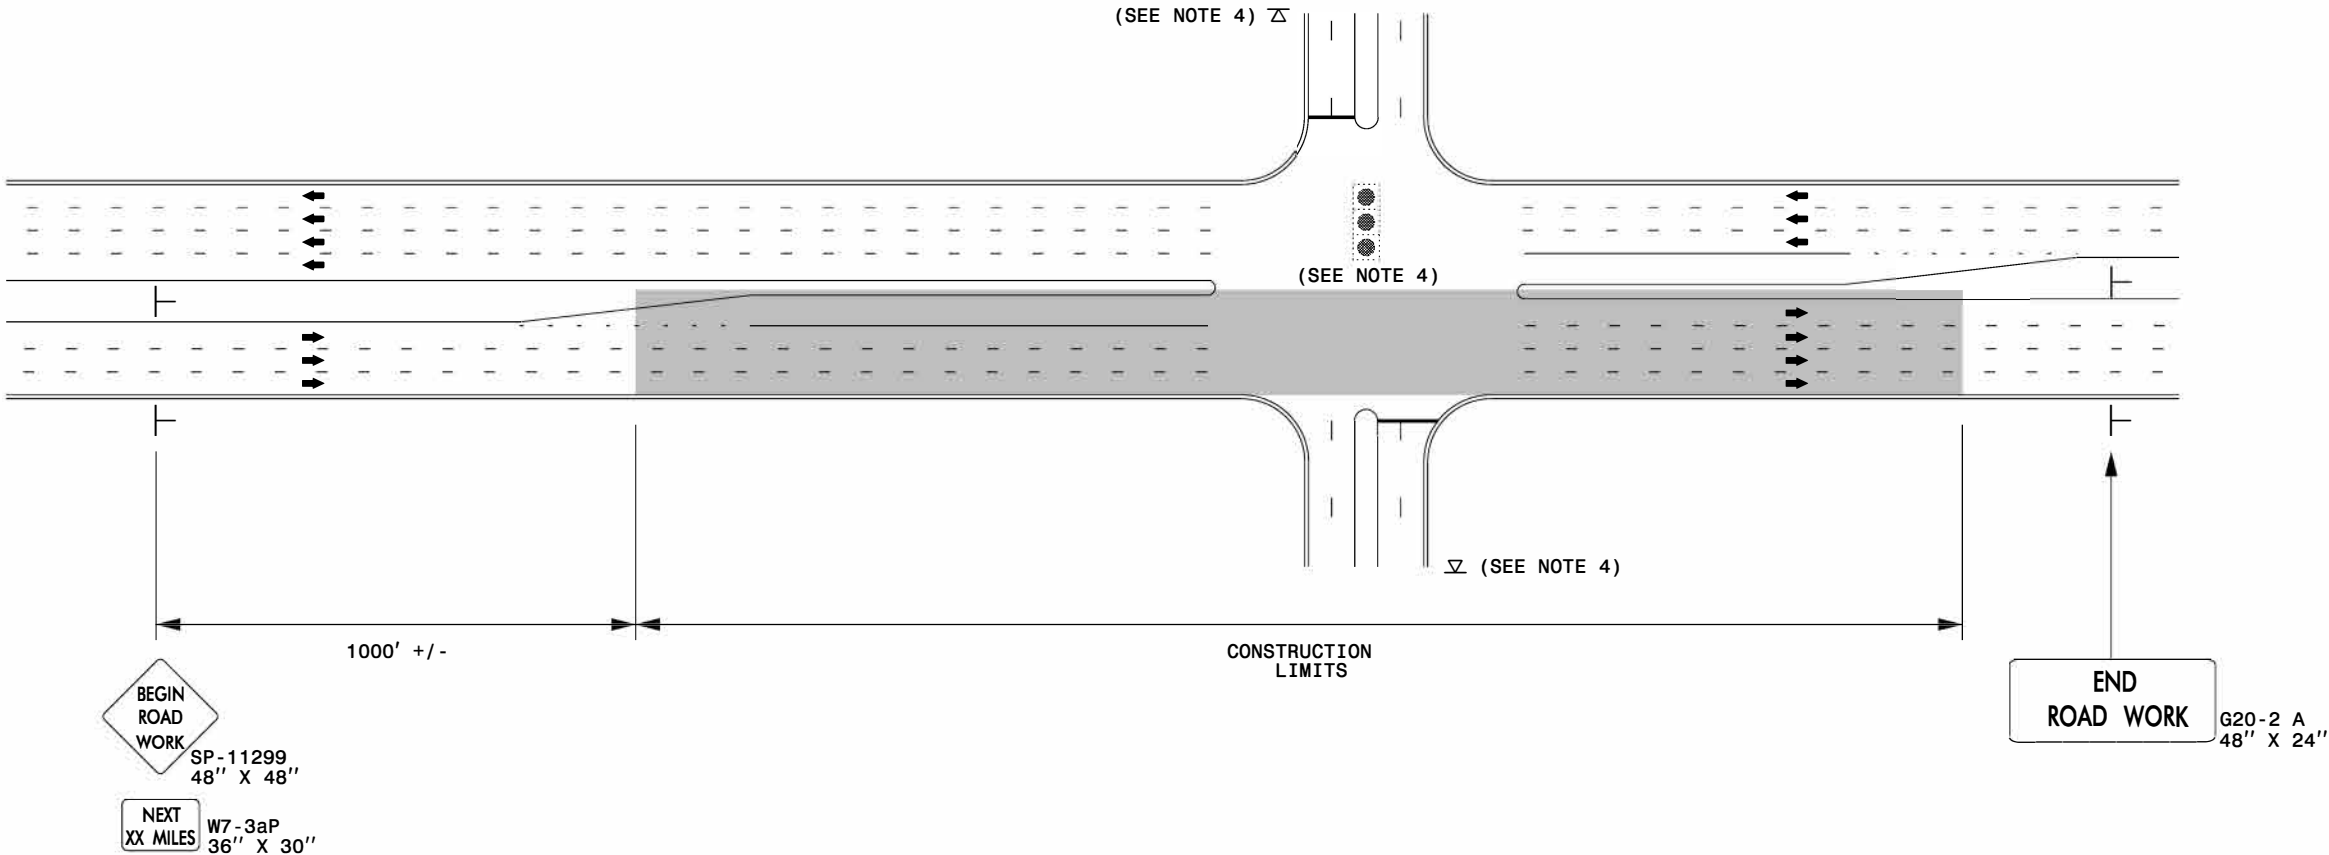 (SEE NOTE 4)
(SEE NOTE 4)
(SEE NOTE 4)
1000' +/-
CONSTRUCTION
LIMITS
BEGIN
ROAD
WORK
SP-11299
48'' X 48''
NEXT
XX MILES
W7-3aP
36'' X 30''
END
ROAD WORK
G20-2 A
48'' X 24''